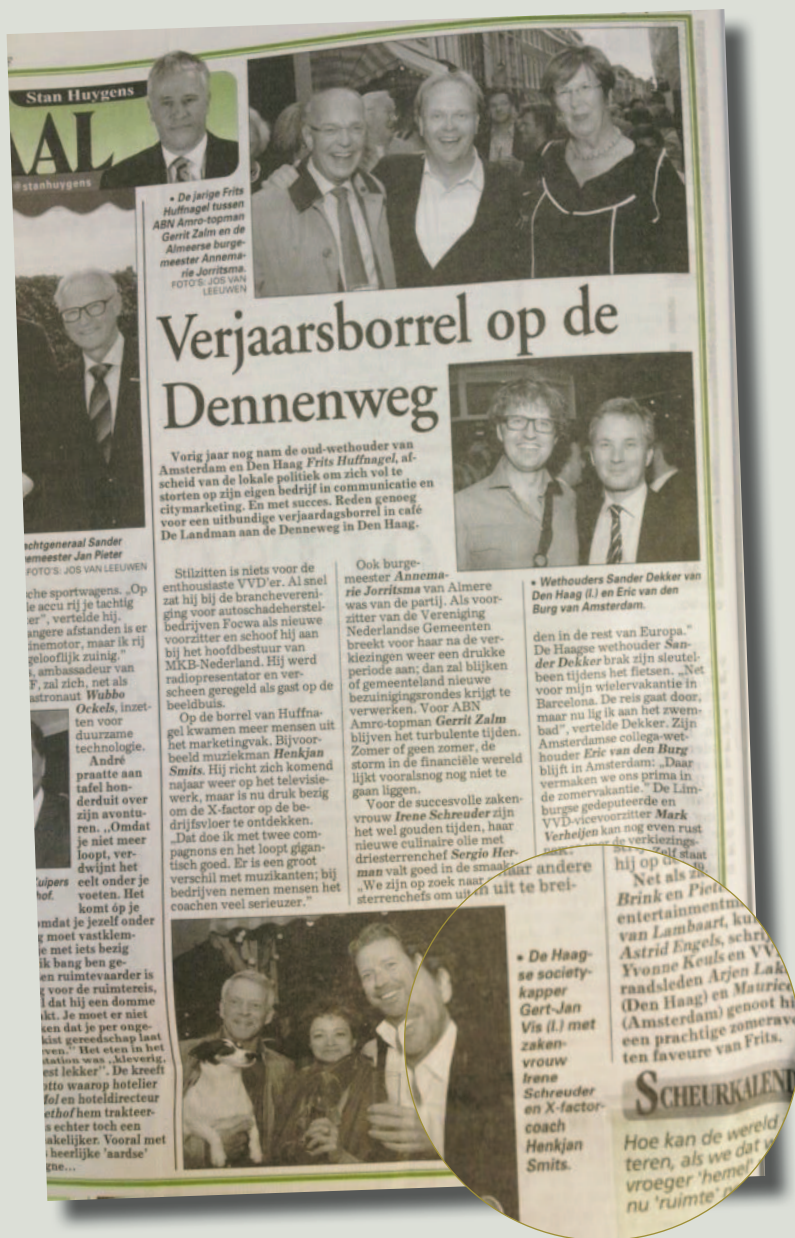 Stan Huygens
AAL
@stanhuygens
• De jarige Frits
Huffnagel tussen
ABN Amro-topman
Gerrit Zalm en de
Almeerse burge-
meester Annema-
rie Jorritsma.
FOTO'S: JOS VAN
LEEUWEN
Verjaarsborrel op de
Dennenweg
Vorig jaar nog nam de oud-wethouder van
Amsterdam en Den Haag Frits Huffnagel, af-
scheid van de lokale politiek om zich vol te
storten op zijn eigen bedrijf in communicatie en
citymarketing. En met succes. Reden genoeg
voor een uitbundige verjaardagsborrel in café
De Landman aan de Denneweg in Den Haag.
Stilzitten is niets voor de
enthousiaste VVD'er. Al snel
zat hij bij de brancheverení-
ging voor autoschadeherstel-
bedrijven Focwa als nieuwe
voorzitter en schoof hij aan
bij het hoofdbestuur van
MKB-Nederland. Hij werd
radiopresentator en ver-
scheen geregeld als gast op de
beeldbuis.
Op de borrel van Huffna-
gel kwamen meer mensen uit
het marketingvak. Bijvoor-
beeld muziekman Henkjan
Smits. Hij richt zich komend
najaar weer op het televisie-
werk, maar is nu druk bezig
om de X-factor op de be-
drijfsvloer te ontdekken.
„Dat doe ik met twee com-
pagnons en het loopt gigan-
tisch goed. Er is een groot
verschil met muzikanten; bij
bedrijven nemen mensen het
coachen veel serieuzer.”
Ook burge-
meester Annema-
rie Jorritsma van Almere
was van de partij. Als voor-
zitter van de Vereniging
Nederlandse Gemeenten
breekt voor haar na de ver-
kiezingen weer een drukke
periode aan; dan zal blijken
of gemeenteland nieuwe
bezuinigingsrondes krijgt te
verwerken. Voor ABN
Amro-topman Gerrit Zalm
blijven het turbulente tijden.
Zomer of geen zomer, de
storm in de financiële wereld
lijkt vooralsnog nog niet te
gaan liggen.
Voor de succesvolle zaken-
vrouw Irene Schreuder zijn
het wel gouden tijden, haar
nieuwe culinaire olie met
driesterrenchef Sergio Her-
man valt goed in de smaak.
„We zijn op zoek naar andere
sterrenchefs om uit te brei-
• Wethouders Sander Dekker van
Den Haag (l.) en Eric van den
Burg van Amsterdam.
den in de rest van Europa.”
De Haagse wethouder San-
der Dekker brak zijn sleutel-
been tijdens het fietsen. „Net
voor mijn wielervakantie in
Barcelona. De reis gaat door,
maar nu lig ik aan het zwem-
bad”, vertelde Dekker. Zijn
Amsterdamse collega-wet-
houder Eric van den Burg
blijft in Amsterdam: „Daar
vermaken we ons prima in
de zomervakantie.” De Lim-
burgse gedeputeerde en
VVD-vicevoorzitter Mark
Verheijen kan nog even rust
de verkiezings-
Zelf staat
hij op de
Net als
Brink en
entertainmentm
van Lambaart, ku
Astrid Engels, schrij
Yvonne Keuls en VV
raadsleden Arjen Lak
(Den Haag) en Maurice
(Amsterdam) genoot hi
een prachtige zomerav
ten faveure van Frits.
• De Haag-
se society-
kapper
Gert-Jan
Vis (l.) met
zaken-
vrouw
Irene
Schreuder
en X-factor-
coach
Henkjan
Smits.
SCHEURKALEND
Hoe kan de wereld
teren, als we dat
vroeger 'hemel'
nu 'ruimte'
achtgeneraal Sander
emeester Jan Pieter
FOTO'S: JOS VAN LEEUWEN
che sportwagens. „Op
le accu rij je tachtig
er”, vertelde hij.
angere afstanden is er
inemotor, maar ik rij
gelooflijk zuinig.”
s, ambassadeur van
F, zal zich, net als
astronaut Wubbo
Ockels, inzet-
ten voor
duurzame
technologie.
André
praatte aan
tafel hon-
derduit over
zijn avontu-
ren. „Omdat
je niet meer
loopt, ver-
dwijnt het
eelt onder je
voeten. Het
komt óp je
Kuipers
hof.
omdat je jezelf onder
g moet vastklem-
je met iets bezig
ik bang ben ge-
en ruimtevaarder is
g voor de ruimtereis,
l dat hij een domme
kt. Je moet er niet
ken dat je per onge-
kist gereedschap laat
ven.” Het eten in het
station was „kleverig,
est lekker”. De kreeft
otto waarop hotelier
fol en hoteldirecteur
ethof hem trakteer-
s echter toch een
akelijker. Vooral met
heerlijke 'aardse'
gne...